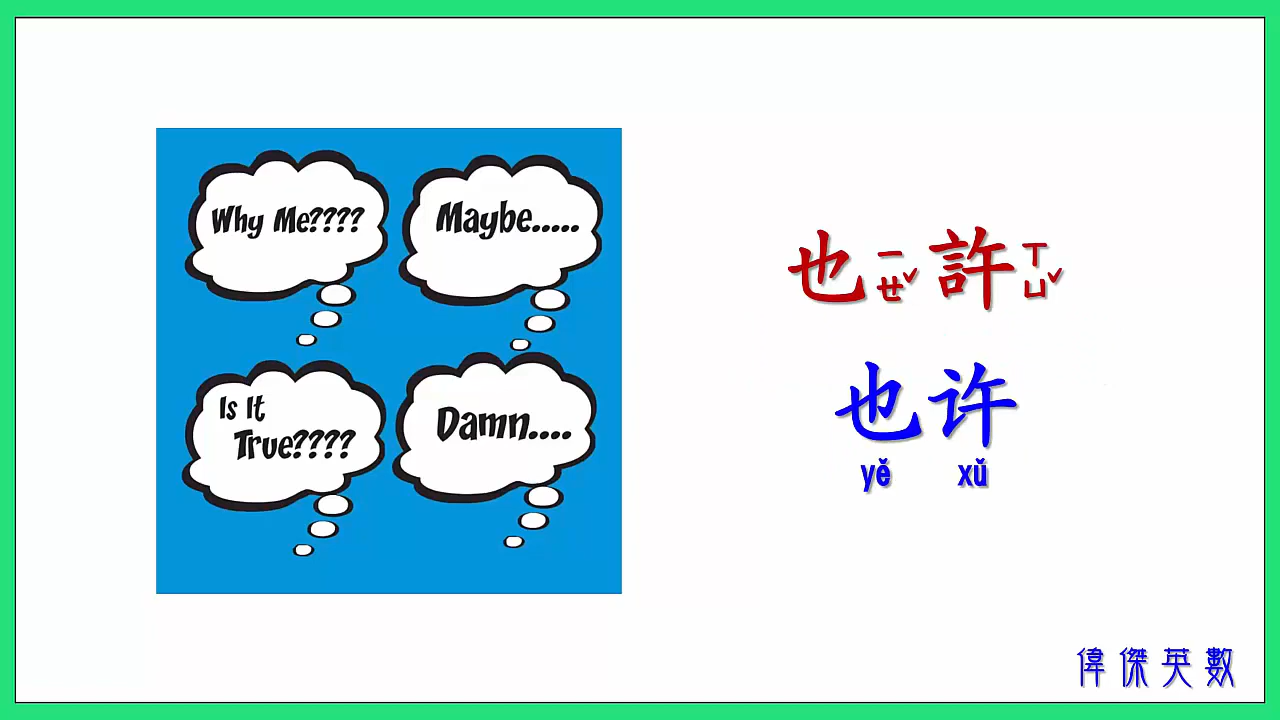 Why Me????
Maybe.....
Is It
True????
Damn....
也ㄧㄝˇ許ㄒㄩˇ
也许
yě xǔ
偉傑英數